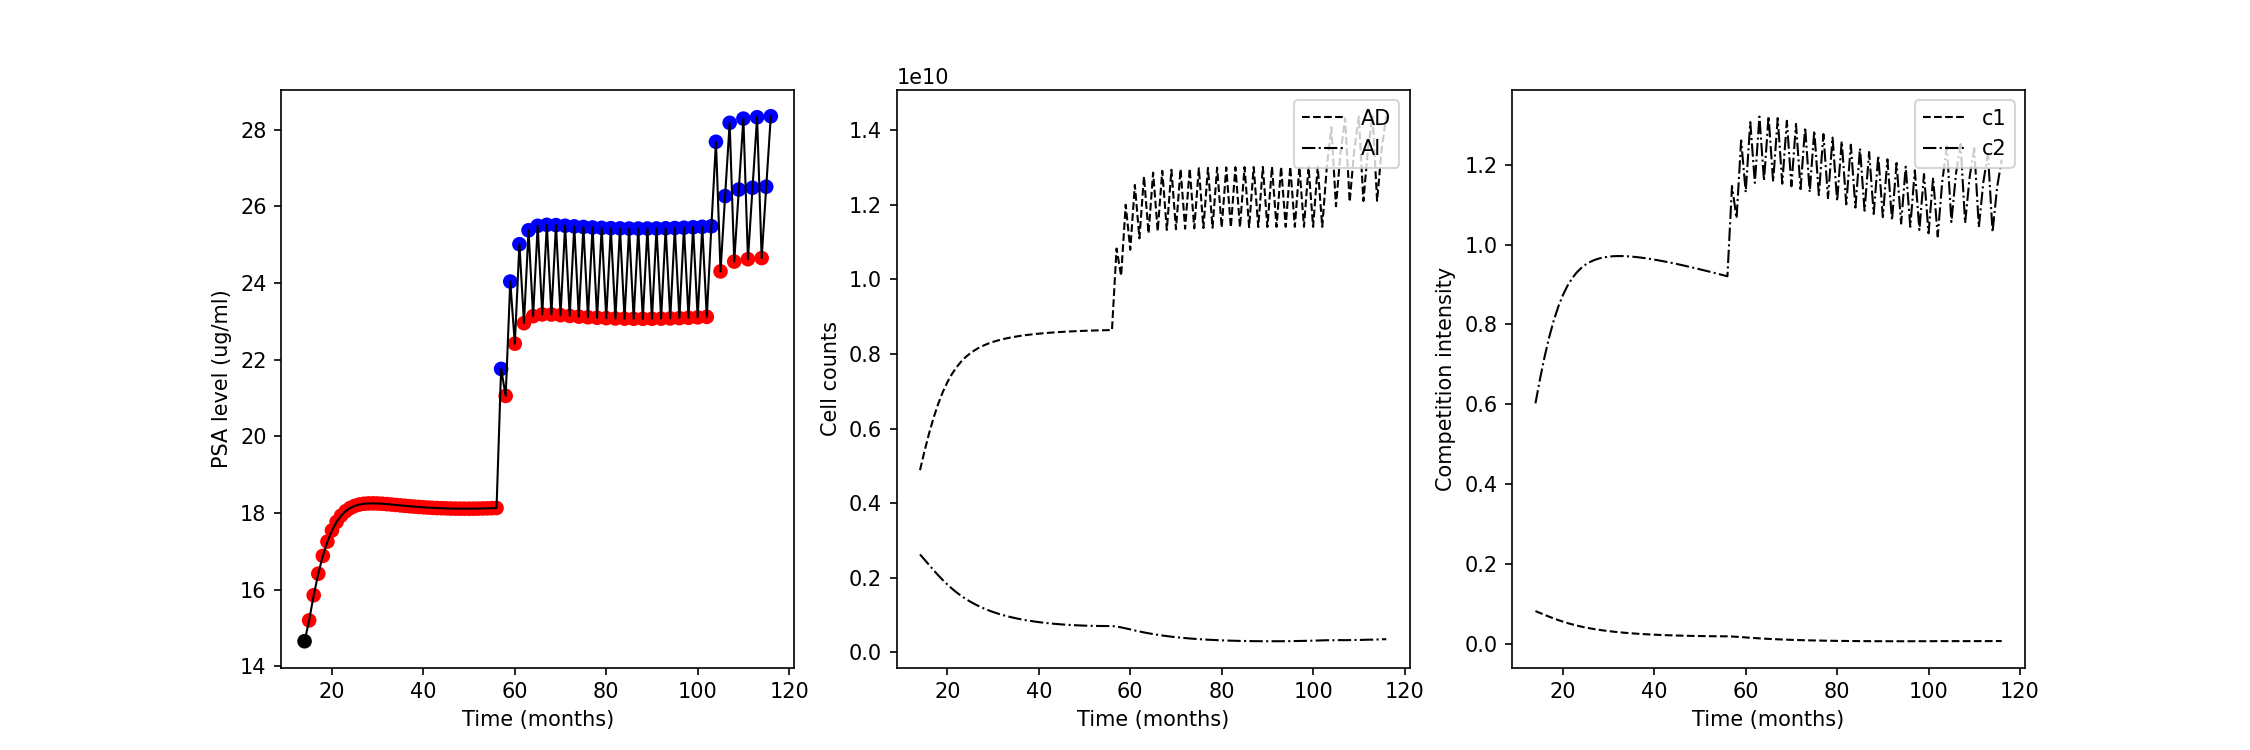 28
26
24
22
20
18
16
14
PSA level (ug/ml)
20 40 60 80 100 120
Time (months)
1e10
1.4
1.2
1.0
0.8
0.6
0.4
0.2
0.0
Cell counts
AD
AI
20 40 60 80 100 120
Time (months)
1.2
1.0
0.8
0.6
0.4
0.2
0.0
Competition intensity
c1
c2
20 40 60 80 100 120
Time (months)